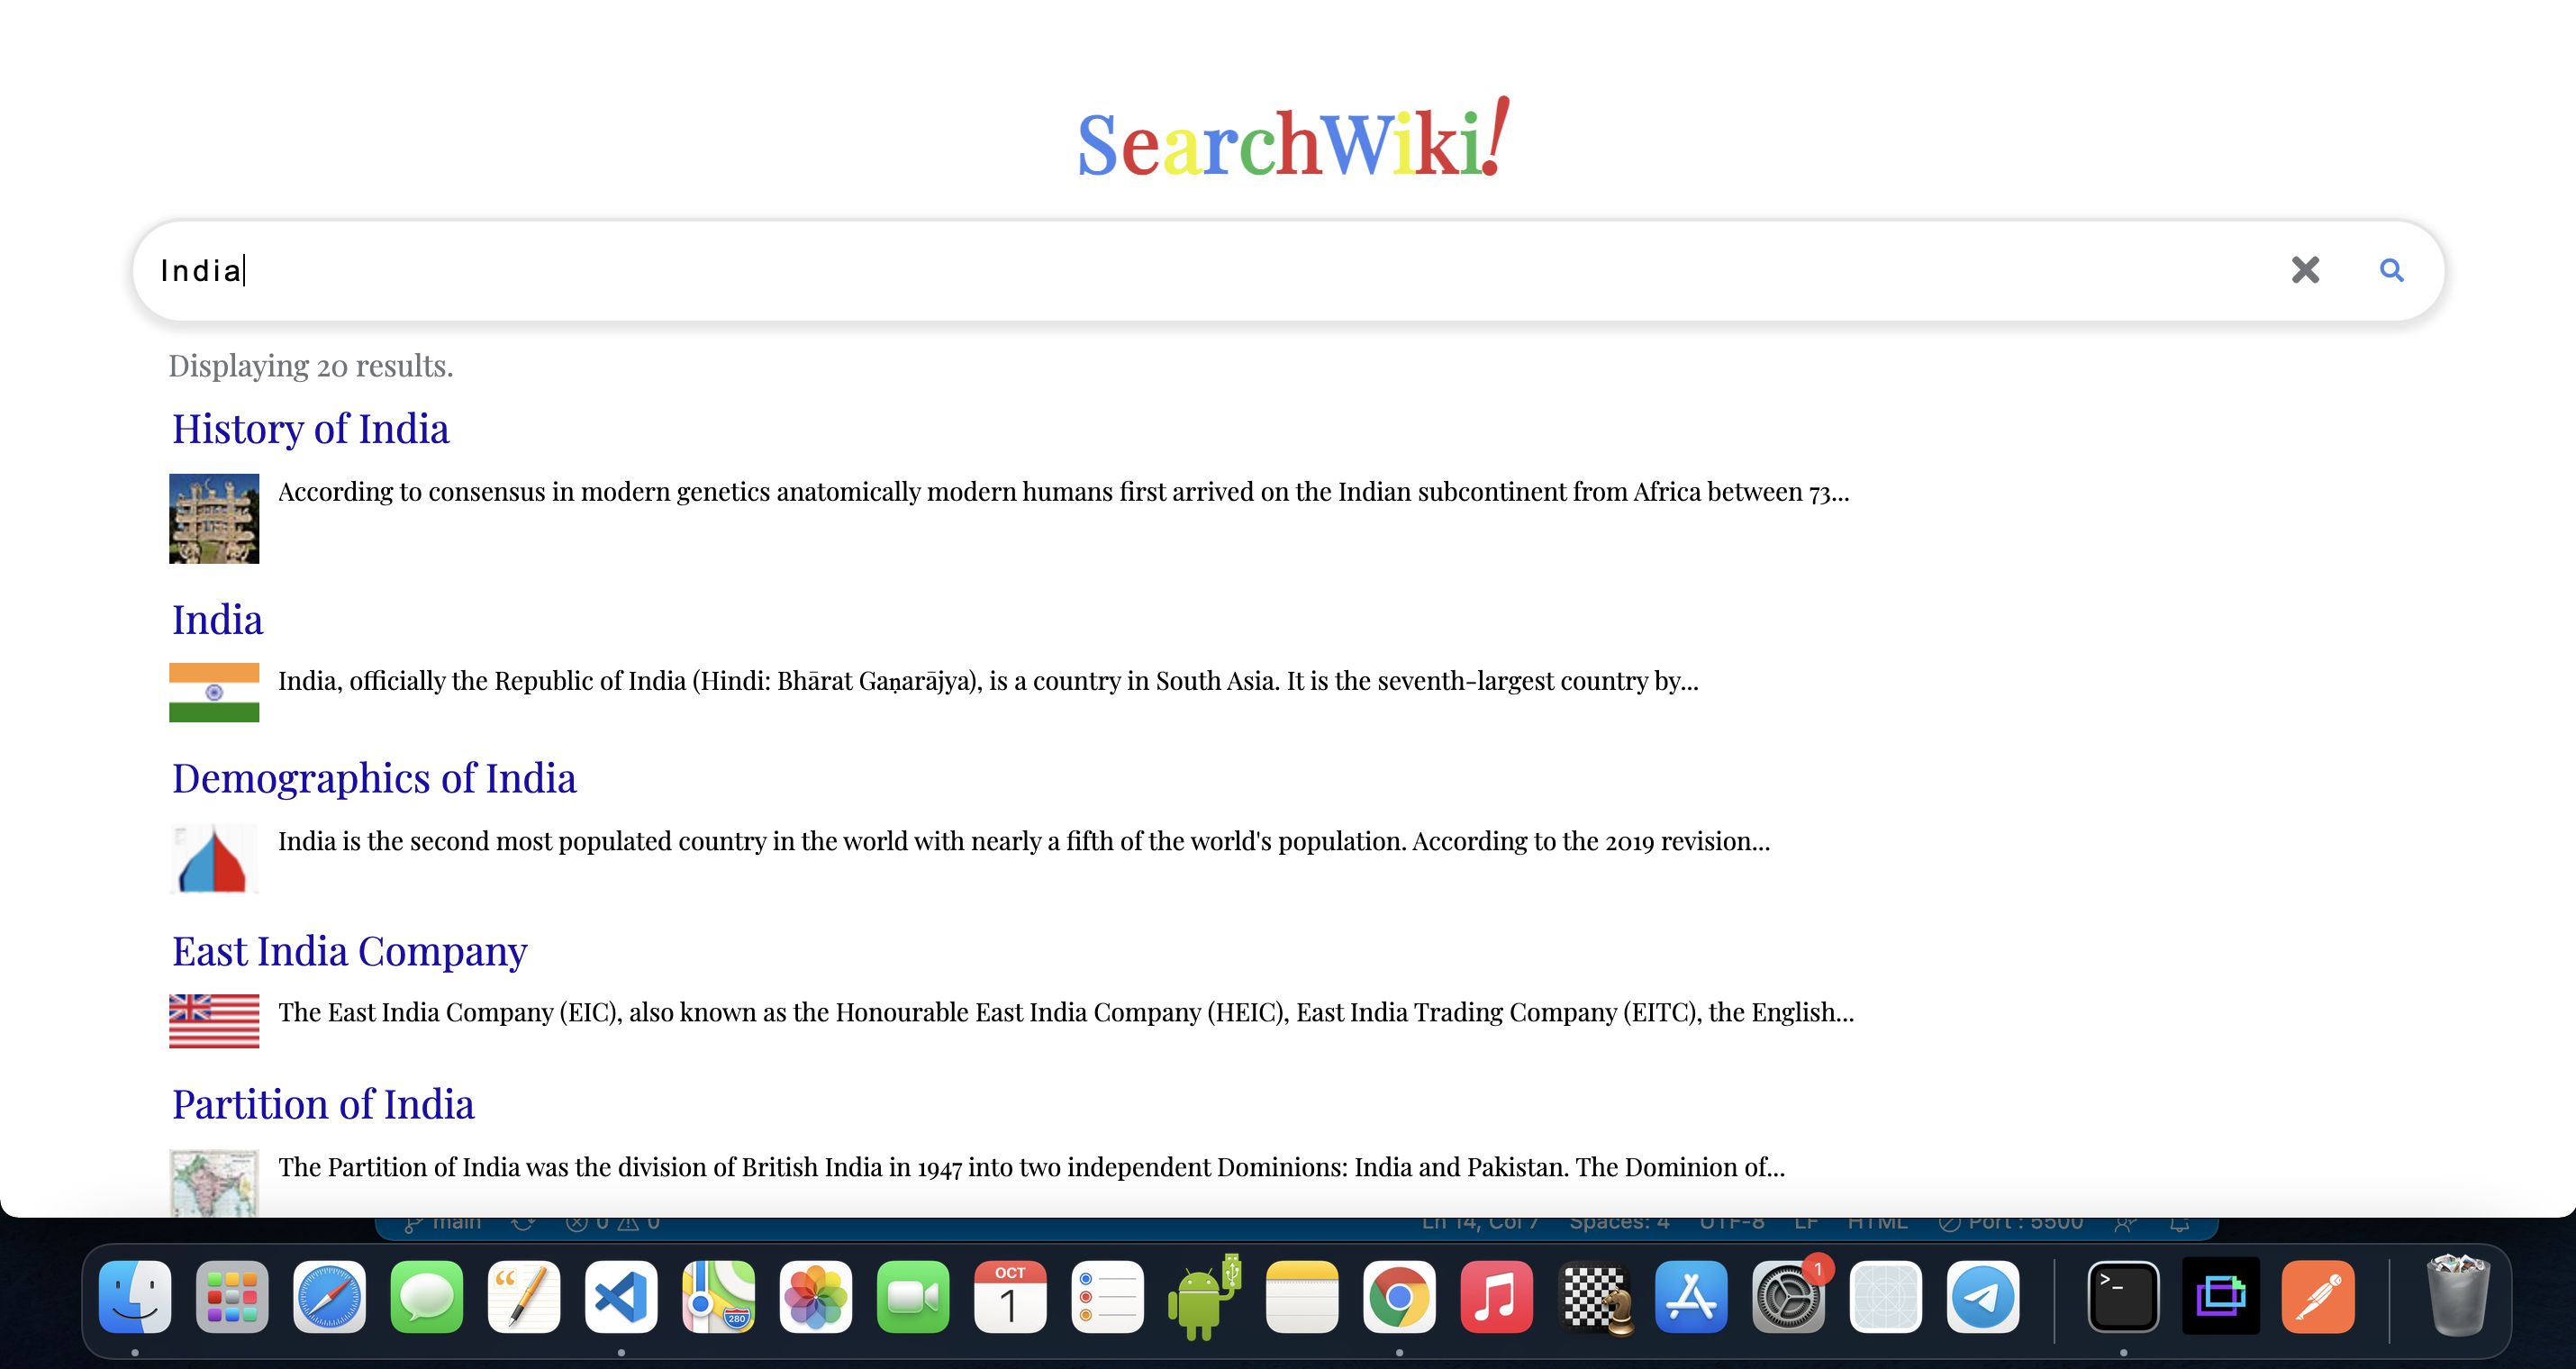 SearchWiki!
India
Displaying 20 results.
History of India
According to consensus in modern genetics anatomically modern humans first arrived on the Indian subcontinent from Africa between 73...
India
India, officially the Republic of India (Hindi: Bhārat Gaṇarājya), is a country in South Asia. It is the seventh-largest country by...
Demographics of India
India is the second most populated country in the world with nearly a fifth of the world's population. According to the 2019 revision...
East India Company
The East India Company (EIC), also known as the Honourable East India Company (HEIC), East India Trading Company (EITC), the English...
Partition of India
The Partition of India was the division of British India in 1947 into two independent Dominions: India and Pakistan. The Dominion of...
main 0 0 Ln 14, Col 7 Spaces: 4 UTF-8 LF HTML Port : 5500
OCT
1
280
1
>_